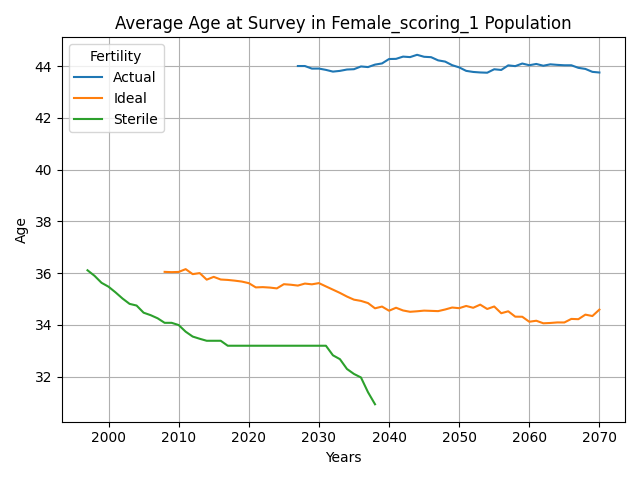 Average Age at Survey in Female_scoring_1 Population
Fertility
Actual
Ideal
Sterile
Age
44
42
40
38
36
34
32
2000 2010 2020 2030 2040 2050 2060 2070
Years